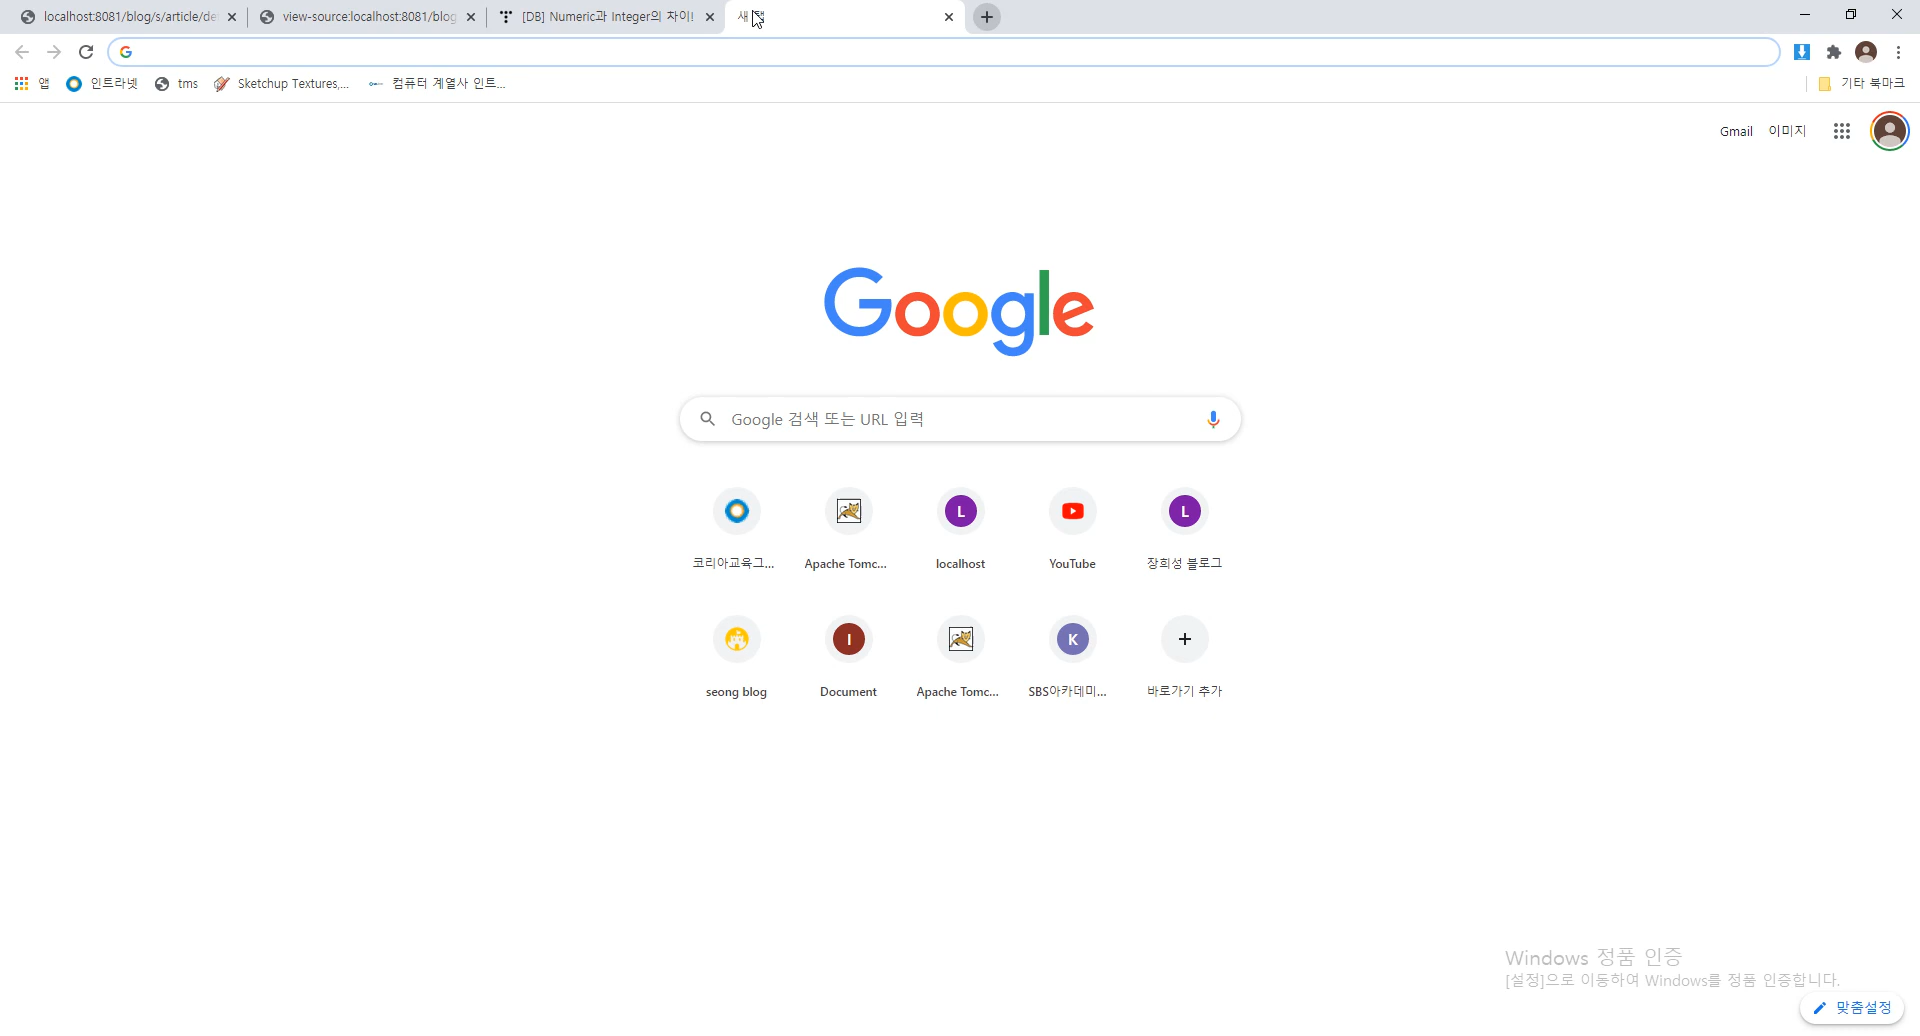 localhost:8081/blog/s/article/de
view-source:localhost:8081/blog
[DB] Numeric과 Integer의 차이!
새 탭
앱
인트라넷
tms
Sketchup Textures,...
컴퓨터 계열사 인트...
기타 북마크
Gmail
이미지
Google
Google 검색 또는 URL 입력
L
L
코리아교육그...
Apache Tomc...
localhost
YouTube
장희성 블로그
I
K
seong blog
Document
Apache Tomc...
SBS아카데미...
바로가기 추가
Windows 정품 인증
[설정]으로 이동하여 Windows를 정품 인증합니다.
맞춤설정